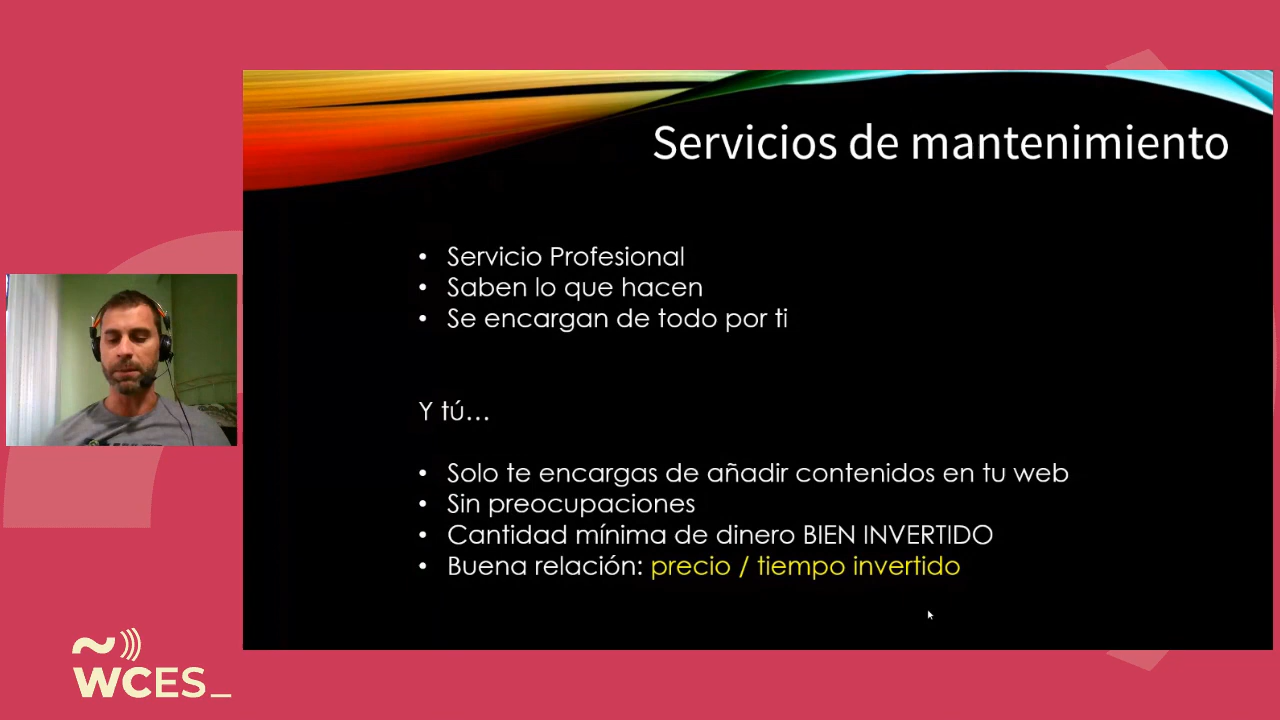 Servicios de mantenimiento
• Servicio Profesional
• Saben lo que hacen
• Se encargan de todo por ti
Y tú...
• Solo te encargas de añadir contenidos en tu web
• Sin preocupaciones
• Cantidad mínima de dinero BIEN INVERTIDO
• Buena relación: precio / tiempo invertido
WCES_